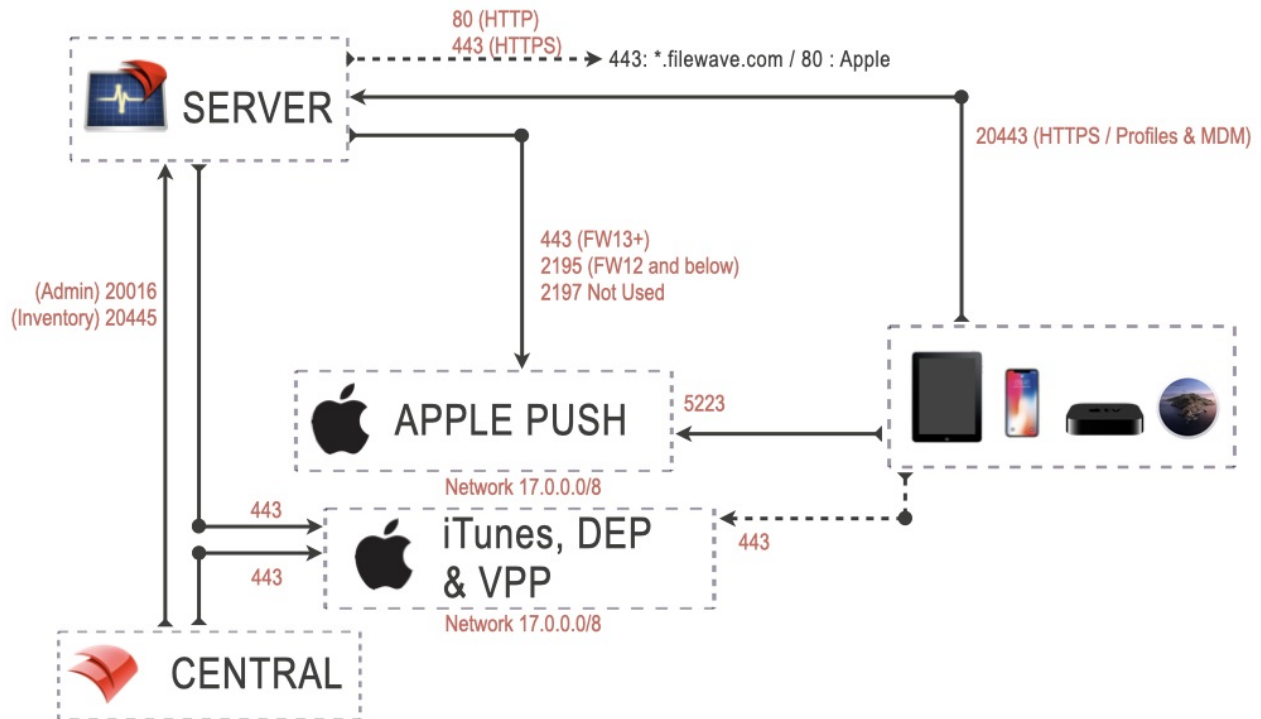 80 (HTTP)
443 (HTTPS)
443: *.filewave.com / 80 : Apple
SERVER
20443 (HTTPS / Profiles & MDM)
443 (FW13+)
2195 (FW12 and below)
2197 Not Used
(Admin) 20016
(Inventory) 20445
APPLE PUSH
5223
Network 17.0.0.0/8
443
iTunes, DEP
& VPP
443
443
Network 17.0.0.0/8
CENTRAL